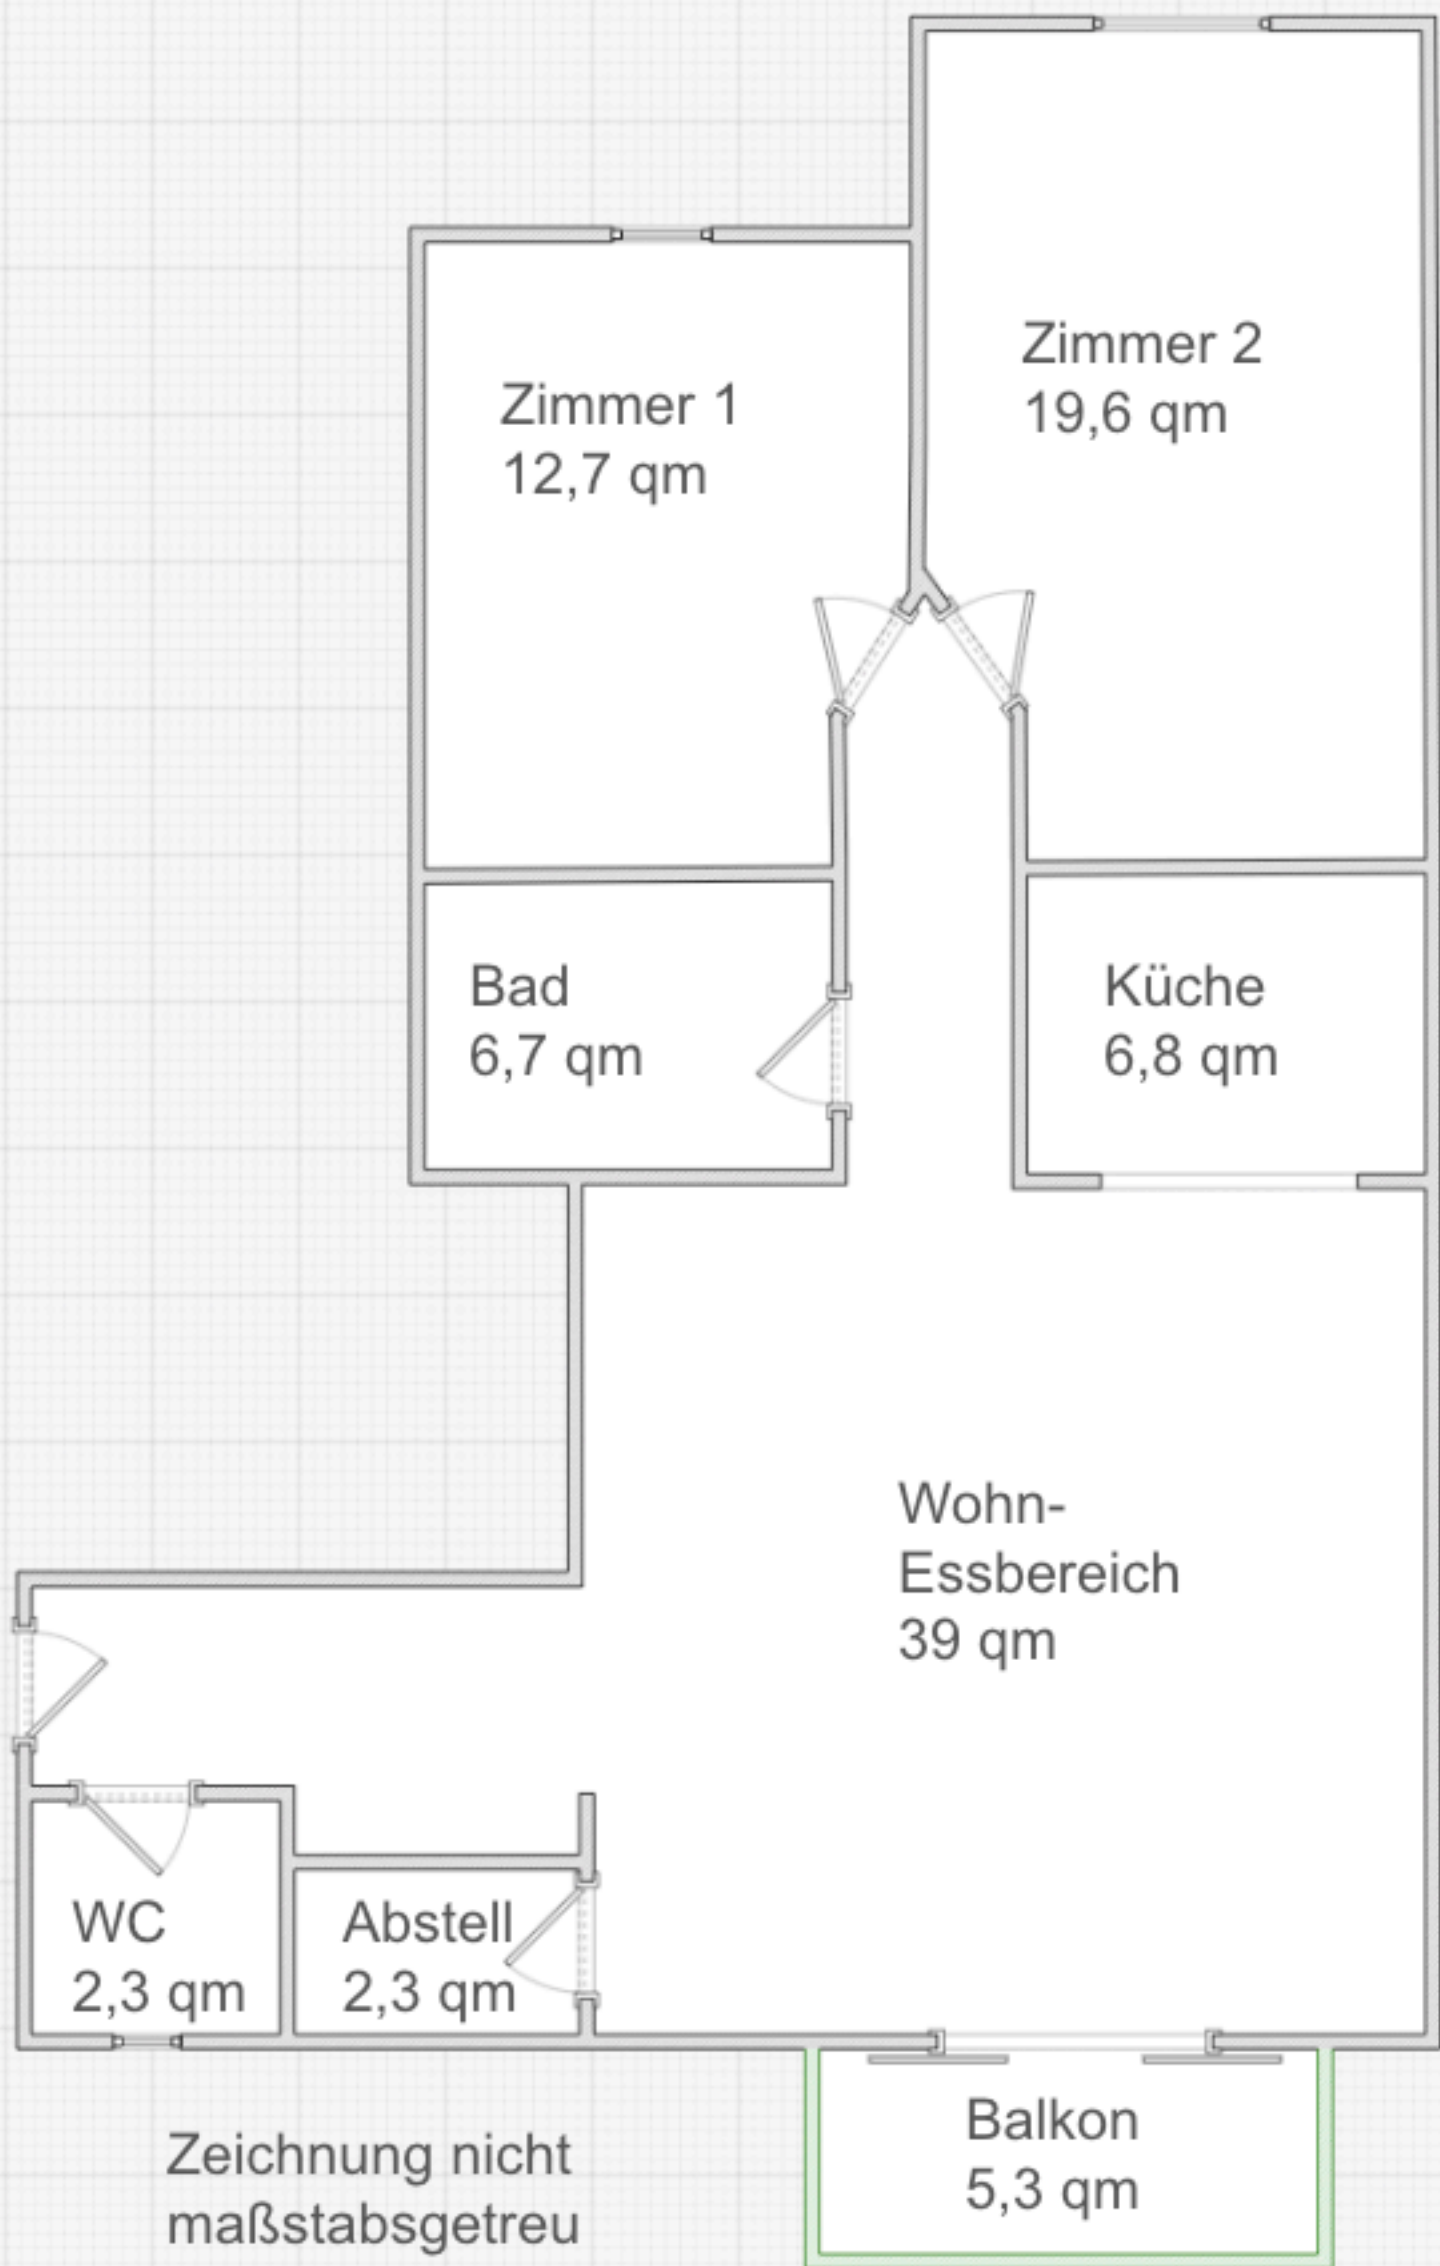 Zimmer 2
19,6 qm
Zimmer 1
12,7 qm
Bad
6,7 qm
Küche
6,8 qm
Wohn-
Essbereich
39 qm
WC
2,3 qm
Abstell
2,3 qm
Balkon
5,3 qm
Zeichnung nicht
maßstabsgetreu